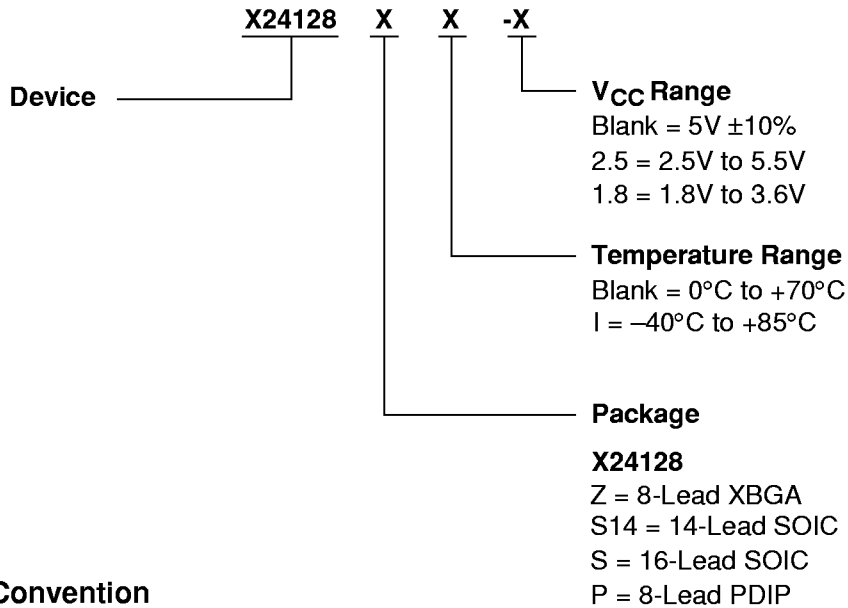 X24128 X X -X
Device
VCC Range
Blank = 5V ±10%
2.5 = 2.5V to 5.5V
1.8 = 1.8V to 3.6V
Temperature Range
Blank = 0°C to +70°C
I = –40°C to +85°C
Package
X24128
Z = 8-Lead XBGA
S14 = 14-Lead SOIC
S = 16-Lead SOIC
P = 8-Lead PDIP
Convention